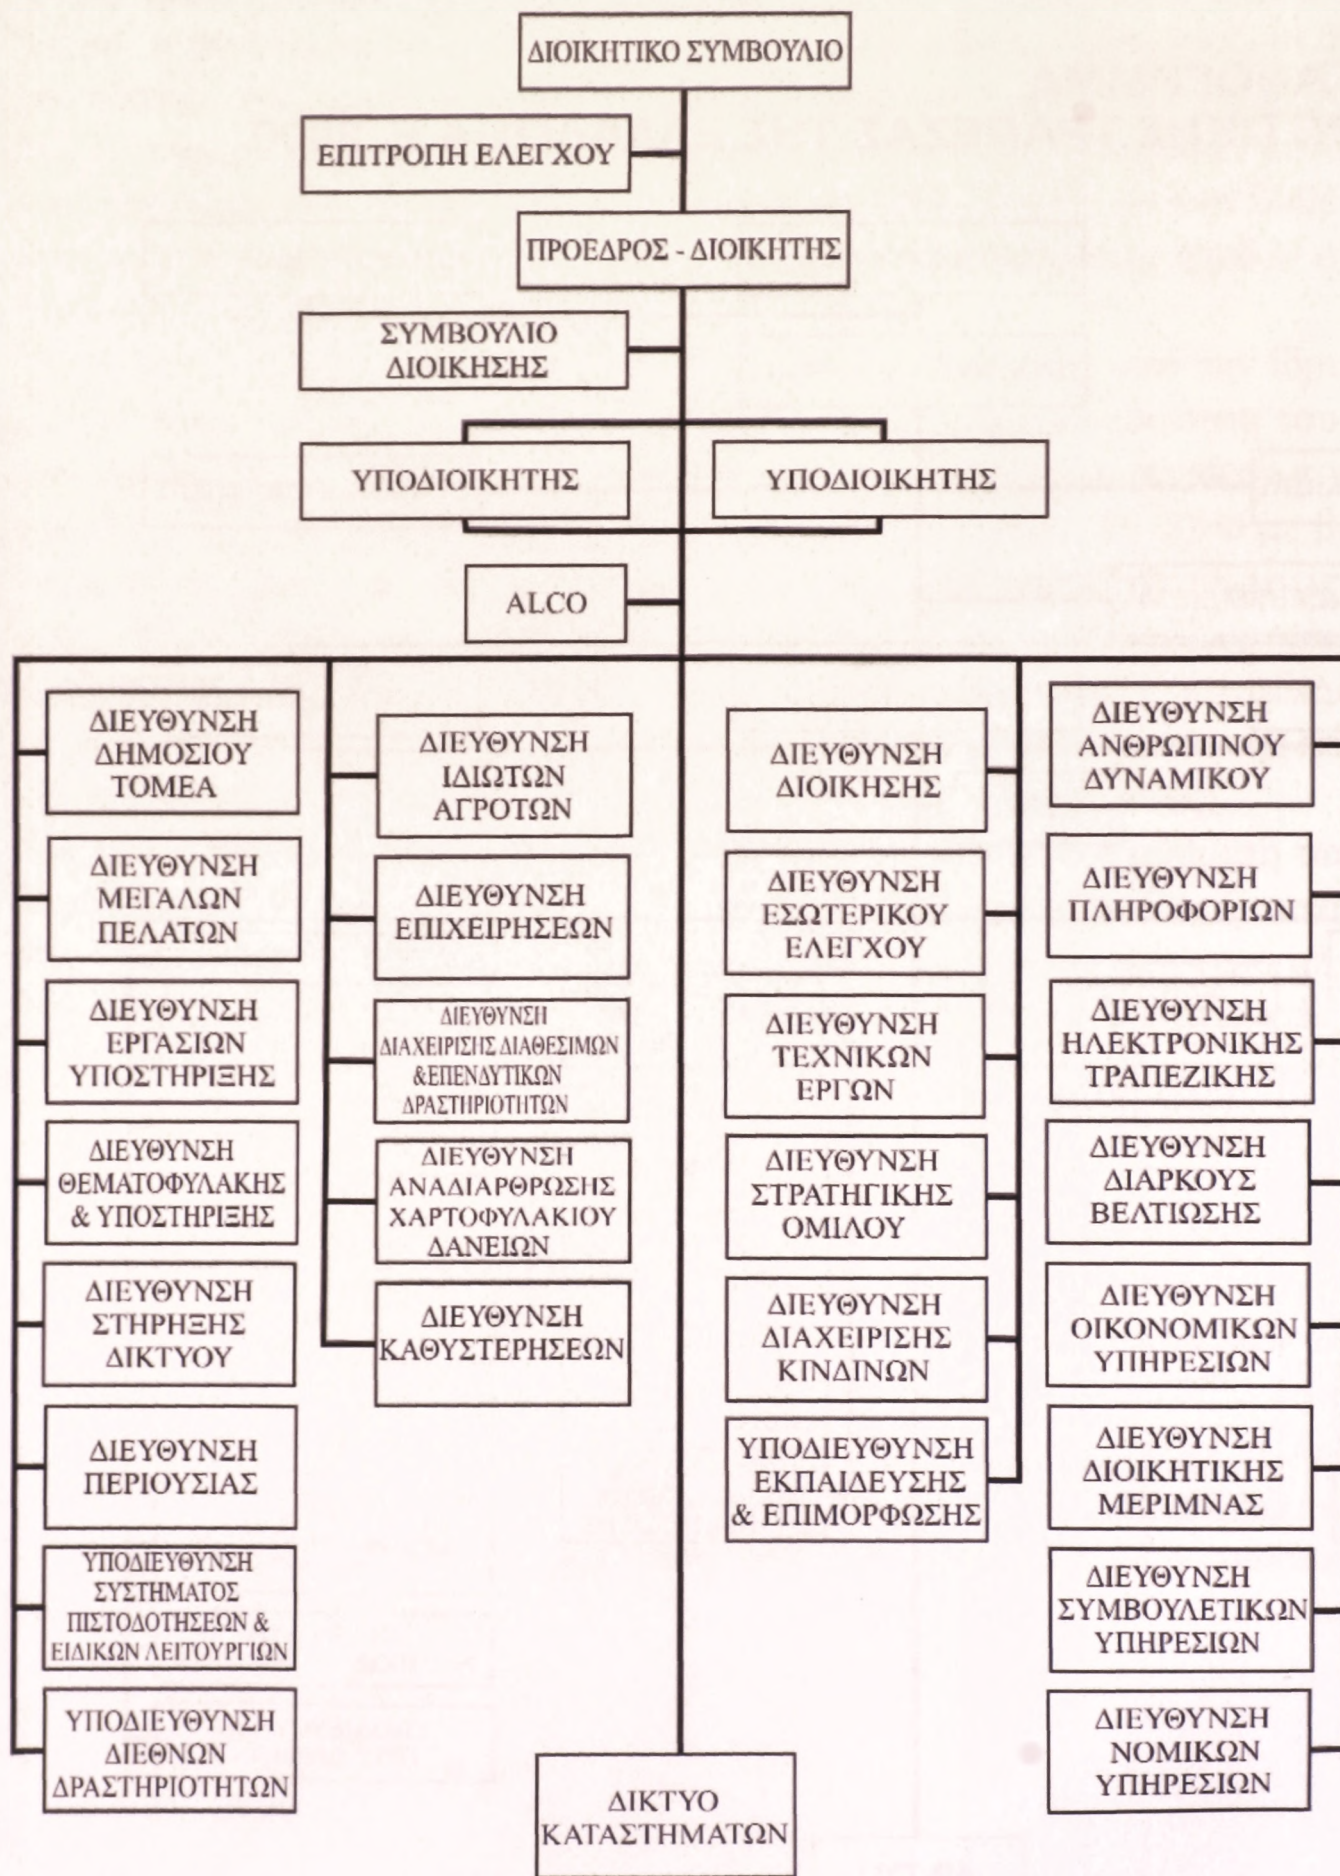 ΔΙΟΙΚΗΤΙΚΟ ΣΥΜΒΟΥΛΙΟ
ΕΠΙΤΡΟΠΗ ΕΛΕΓΧΟΥ
ΠΡΟΕΔΡΟΣ - ΔΙΟΙΚΗΤΗΣ
ΣΥΜΒΟΥΛΙΟ
ΔΙΟΙΚΗΣΗΣ
ΥΠΟΔΙΟΙΚΗΤΗΣ
ΥΠΟΔΙΟΙΚΗΤΗΣ
ALCO
ΔΙΕΥΘΥΝΣΗ
ΔΗΜΟΣΙΟΥ
ΤΟΜΕΑ
ΔΙΕΥΘΥΝΣΗ
ΜΕΓΑΛΩΝ
ΠΕΛΑΤΩΝ
ΔΙΕΥΘΥΝΣΗ
ΕΡΓΑΣΙΩΝ
ΥΠΟΣΤΗΡΙΞΗΣ
ΔΙΕΥΘΥΝΣΗ
ΘΕΜΑΤΟΦΥΛΑΚΗΣ
& ΥΠΟΣΤΗΡΙΞΗΣ
ΔΙΕΥΘΥΝΣΗ
ΣΤΗΡΗΞΗΣ
ΔΙΚΤΥΟΥ
ΔΙΕΥΘΥΝΣΗ
ΠΕΡΙΟΥΣΙΑΣ
ΥΠΟΔΙΕΥΘΥΝΣΗ
ΣΥΣΤΗΜΑΤΟΣ
ΠΙΣΤΟΔΟΤΗΣΕΩΝ &
ΕΙΔΙΚΩΝ ΛΕΙΤΟΥΡΓΙΩΝ
ΥΠΟΔΙΕΥΘΥΝΣΗ
ΔΙΕΘΝΩΝ
ΔΡΑΣΤΗΡΙΟΤΗΤΩΝ
ΔΙΕΥΘΥΝΣΗ
ΙΔΙΩΤΩΝ
ΑΓΡΟΤΩΝ
ΔΙΕΥΘΥΝΣΗ
ΕΠΙΧΕΙΡΗΣΕΩΝ
ΔΙΕΥΘΥΝΣΗ
ΔΙΑΧΕΙΡΙΣΗΣ ΔΙΑΘΕΣΙΜΩΝ
&ΕΠΕΝΔΥΤΙΚΩΝ
ΔΡΑΣΤΗΡΙΟΤΗΤΩΝ
ΔΙΕΥΘΥΝΣΗ
ΑΝΑΔΙΑΡΘΡΩΣΗΣ
ΧΑΡΤΟΦΥΛΑΚΙΟΥ
ΔΑΝΕΙΩΝ
ΔΙΕΥΘΥΝΣΗ
ΚΑΘΥΣΤΕΡΗΣΕΩΝ
ΔΙΕΥΘΥΝΣΗ
ΔΙΟΙΚΗΣΗΣ
ΔΙΕΥΘΥΝΣΗ
ΕΣΩΤΕΡΙΚΟΥ
ΕΛΕΓΧΟΥ
ΔΙΕΥΘΥΝΣΗ
ΤΕΧΝΙΚΩΝ
ΕΡΓΩΝ
ΔΙΕΥΘΥΝΣΗ
ΣΤΡΑΤΗΓΙΚΗΣ
ΟΜΙΛΟΥ
ΔΙΕΥΘΥΝΣΗ
ΔΙΑΧΕΙΡΙΣΗΣ
ΚΙΝΔΙΝΩΝ
ΥΠΟΔΙΕΥΘΥΝΣΗ
ΕΚΠΑΙΔΕΥΣΗΣ
& ΕΠΙΜΟΡΦΩΣΗΣ
ΔΙΕΥΘΥΝΣΗ
ΑΝΘΡΩΠΙΝΟΥ
ΔΥΝΑΜΙΚΟΥ
ΔΙΕΥΘΥΝΣΗ
ΠΛΗΡΟΦΟΡΙΩΝ
ΔΙΕΥΘΥΝΣΗ
ΗΛΕΚΤΡΟΝΙΚΗΣ
ΤΡΑΠΕΖΙΚΗΣ
ΔΙΕΥΘΥΝΣΗ
ΔΙΑΡΚΟΥΣ
ΒΕΛΤΙΩΣΗΣ
ΔΙΕΥΘΥΝΣΗ
ΟΙΚΟΝΟΜΙΚΩΝ
ΥΠΗΡΕΣΙΩΝ
ΔΙΕΥΘΥΝΣΗ
ΔΙΟΙΚΗΤΙΚΗΣ
ΜΕΡΙΜΝΑΣ
ΔΙΕΥΘΥΝΣΗ
ΣΥΜΒΟΥΛΕΤΙΚΩΝ
ΥΠΗΡΕΣΙΩΝ
ΔΙΕΥΘΥΝΣΗ
ΝΟΜΙΚΩΝ
ΥΠΗΡΕΣΙΩΝ
ΔΙΚΤΥΟ
ΚΑΤΑΣΤΗΜΑΤΩΝ